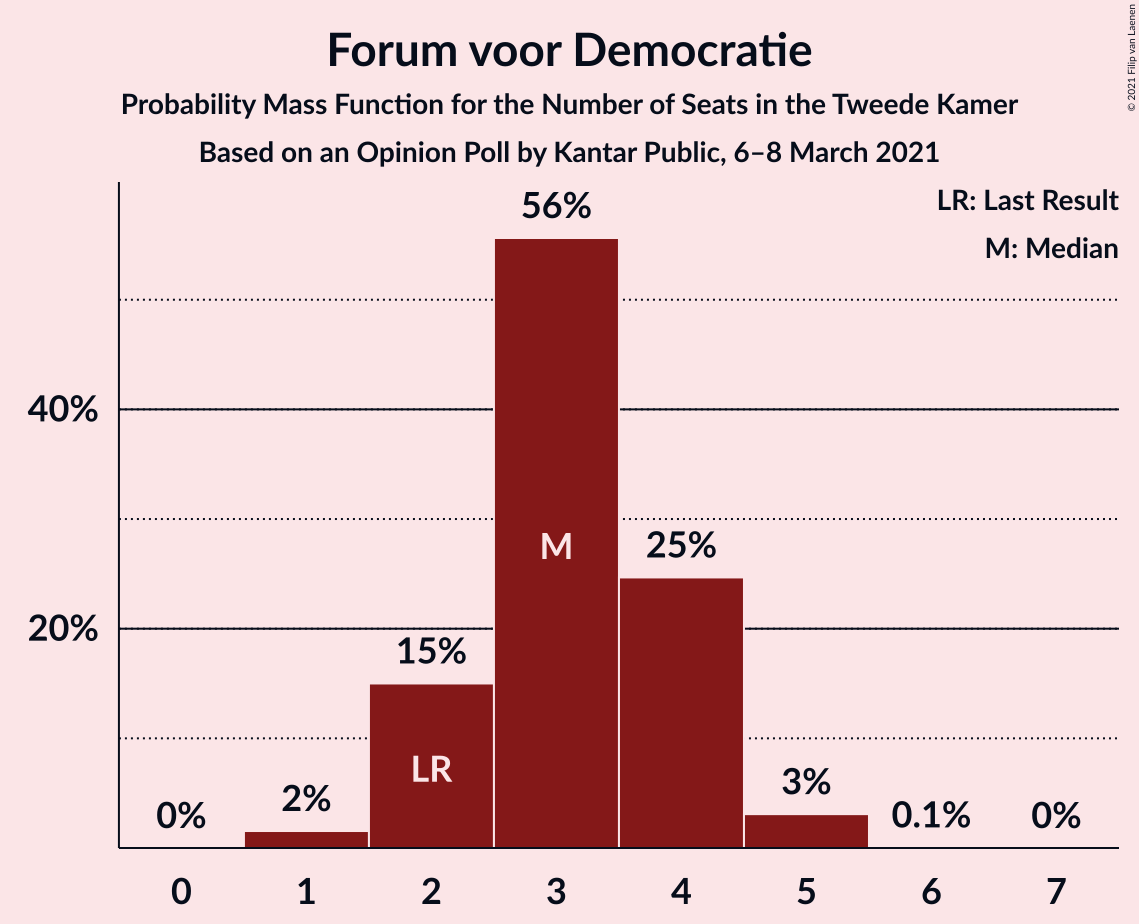 Forum voor Democratie
Probability Mass Function for the Number of Seats in the Tweede Kamer
Based on an Opinion Poll by Kantar Public, 6–8 March 2021
© 2021 Filip van Laenen
LR: Last Result
M: Median
56%
40%
M
25%
20%
15%
LR
0%
2%
3%
0.1%
0%
0 1 2 3 4 5 6 7